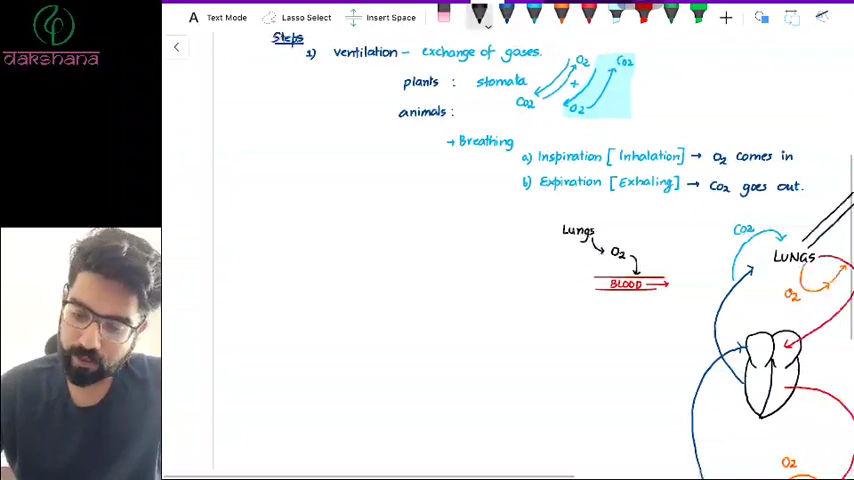 dakshana
A Text Mode Lasso Select Insert Space
Steps
1) ventilation - exchange of gases.
plants : stomata
O2 CO2
+
CO2 O2
animals :
→ Breathing
a) Inspiration [Inhalation] → O2 comes in
b) Expiration [Exhaling] → CO2 goes out.
Lungs
O2
BLOOD
CO2
LUNGS
O2
O2